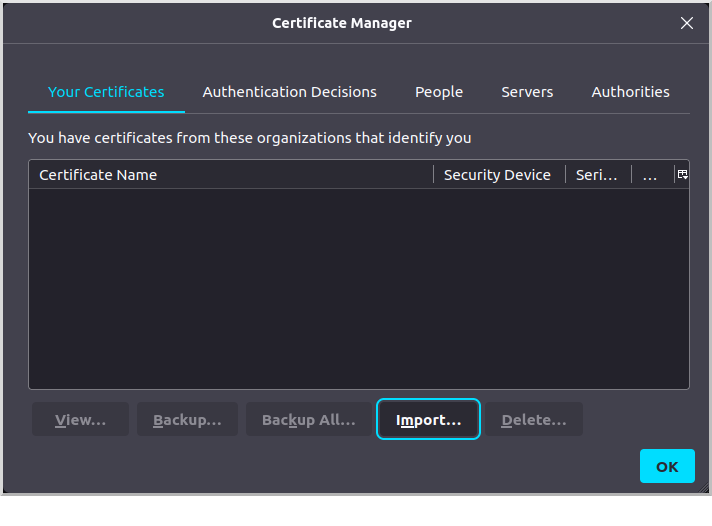 Certificate Manager
Your Certificates Authentication Decisions People Servers Authorities
You have certificates from these organizations that identify you
Certificate Name Security Device Seri... ...
View... Backup... Backup All... Import... Delete...
OK